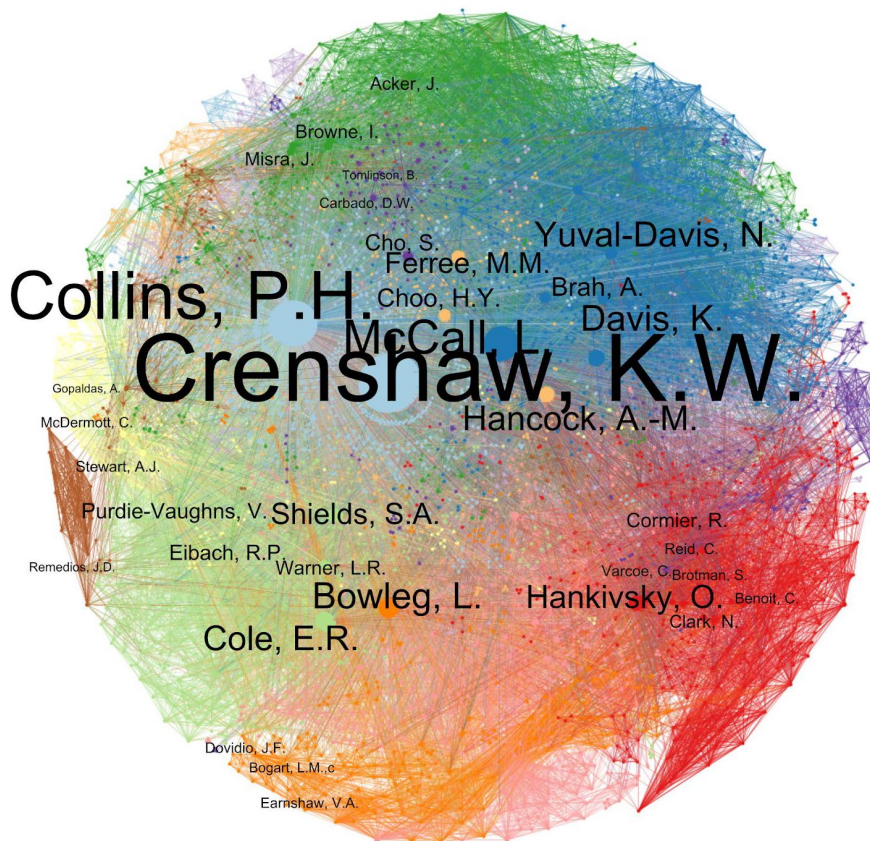 Acker, J.
Browne, I.
Misra, J.
Tomlinson, B.
Carbado, D.W.
Cho, S.
Yuval-Davis, N.
Ferree, M.M.
Collins, P.H.
Choo, H.Y.
Brah, A.
Davis, K.
McCall, L.
Crenshaw, K.W.
Gopaldas, A.
McDermott, C.
Hancock, A.-M.
Stewart, A.J.
Purdie-Vaughns, V.
Shields, S.A.
Cormier, R.
Eibach, R.P.
Reid, C.
Remedios, J.D.
Warner, L.R.
Varcoe, C.
Brotman, S.
Bowleg, L.
Hankivsky, O.
Benoit, C.
Clark, N.
Cole, E.R.
Dovidio, J.F.
Bogart, L.M.,c
Earnshaw, V.A.